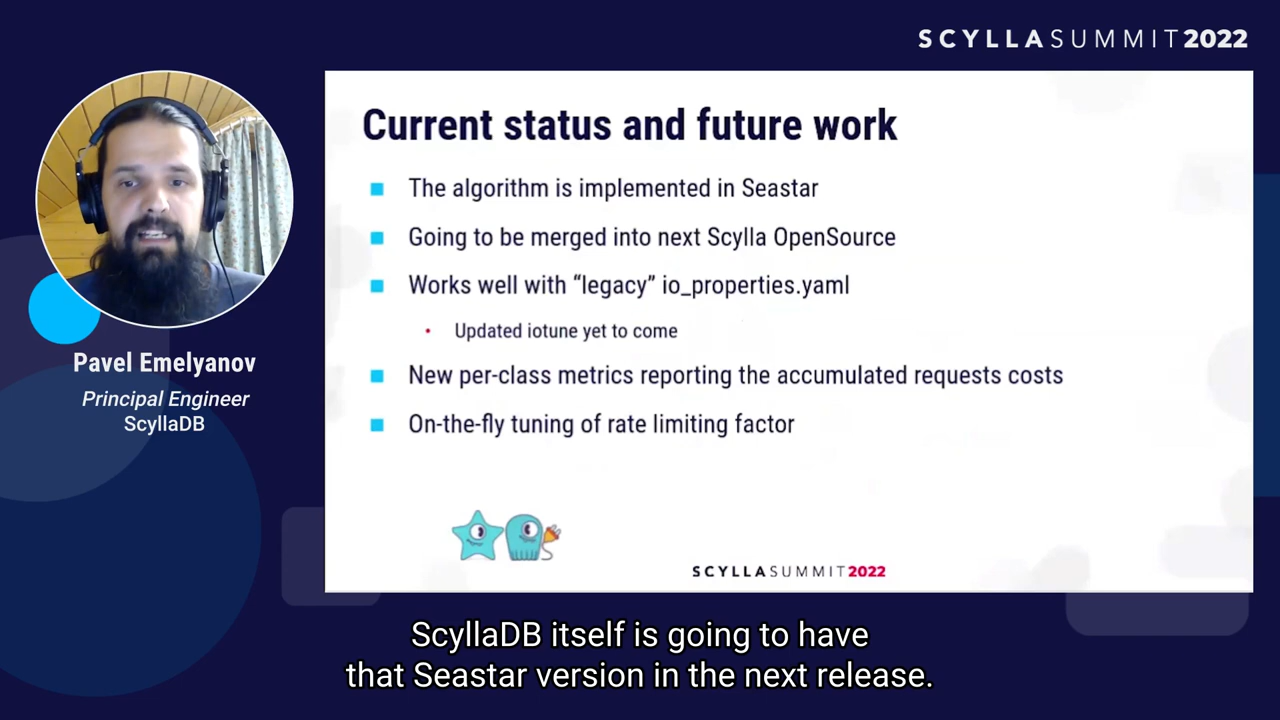 SCYLLASUMMIT2022
Current status and future work
The algorithm is implemented in Seastar
Going to be merged into next Scylla OpenSource
Works well with “legacy” io_properties.yaml
Updated iotune yet to come
New per-class metrics reporting the accumulated requests costs
On-the-fly tuning of rate limiting factor
SCYLLASUMMIT2022
Pavel Emelyanov
Principal Engineer
ScyllaDB
ScyllaDB itself is going to have
that Seastar version in the next release.